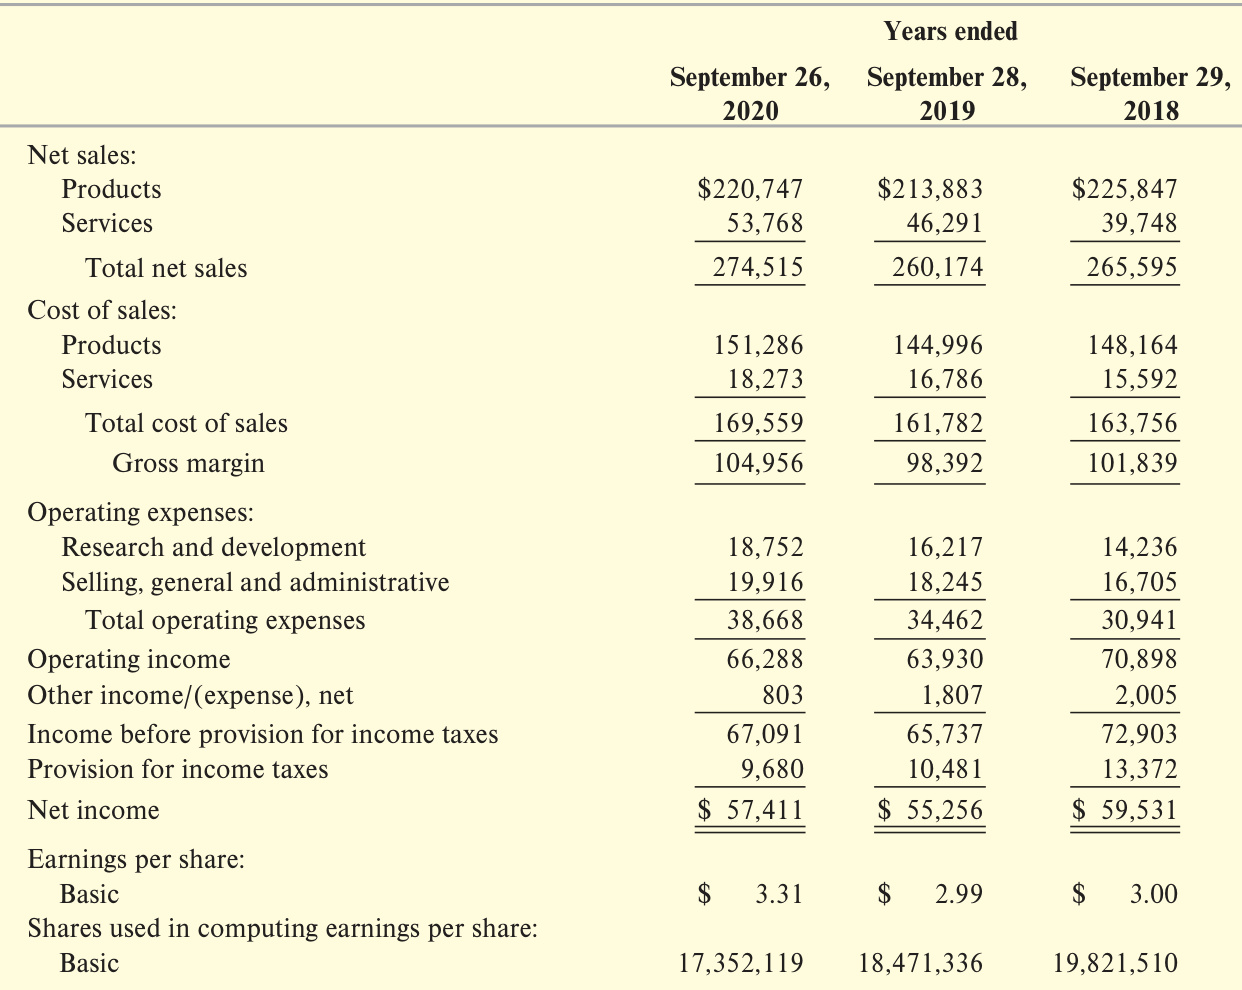 Years ended
September 26, September 28, September 29,
2020 2019 2018
Net sales:
Products $220,747 $213,883 $225,847
Services 53,768 46,291 39,748
Total net sales 274,515 260,174 265,595
Cost of sales:
Products 151,286 144,996 148,164
Services 18,273 16,786 15,592
Total cost of sales 169,559 161,782 163,756
Gross margin 104,956 98,392 101,839
Operating expenses:
Research and development 18,752 16,217 14,236
Selling, general and administrative 19,916 18,245 16,705
Total operating expenses 38,668 34,462 30,941
Operating income 66,288 63,930 70,898
Other income/(expense), net 803 1,807 2,005
Income before provision for income taxes 67,091 65,737 72,903
Provision for income taxes 9,680 10,481 13,372
Net income $ 57,411 $ 55,256 $ 59,531
Earnings per share:
Basic $ 3.31 $ 2.99 $ 3.00
Shares used in computing earnings per share:
Basic 17,352,119 18,471,336 19,821,510